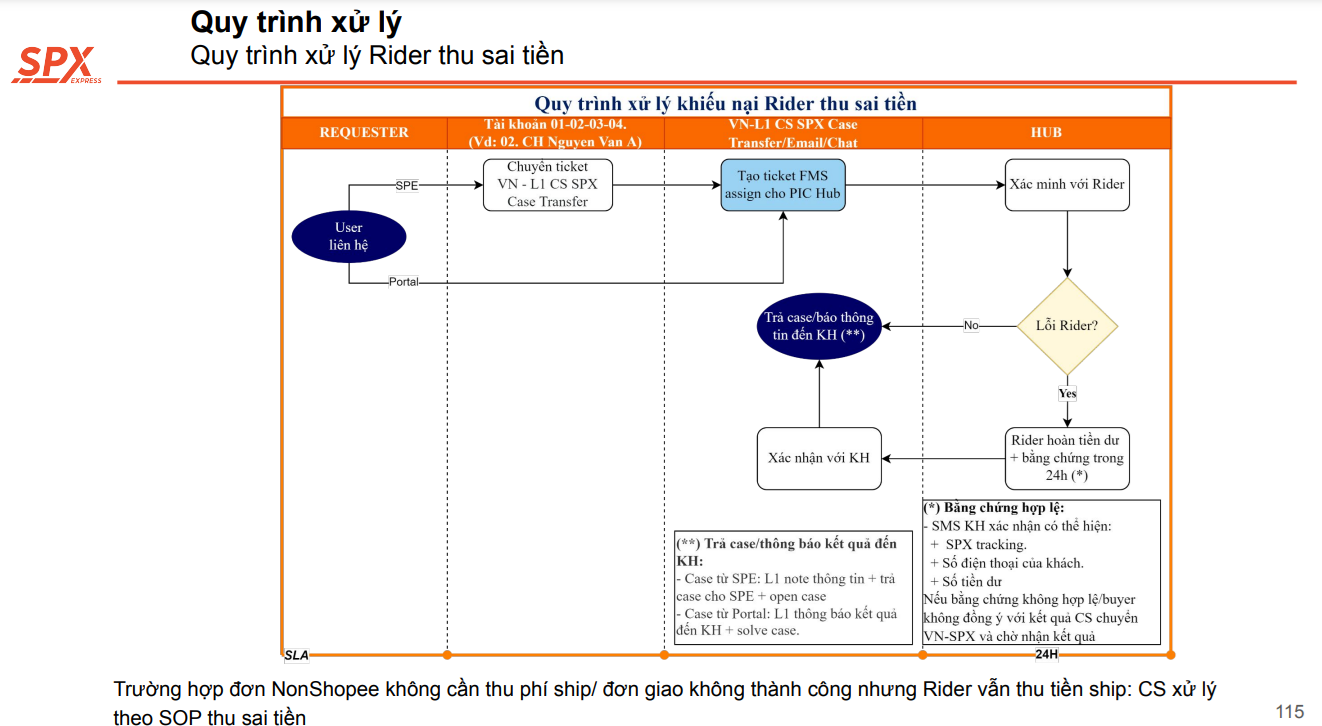 Quy trình xử lý
Quy trình xử lý Rider thu sai tiền
SPX
EXPRESS
Quy trình xử lý khiếu nại Rider thu sai tiền
REQUESTER
Tài khoản 01-02-03-04.
(Vd: 02. CH Nguyen Van A)
VN-L1 CS SPX Case
Transfer/Email/Chat
HUB
User
liên hệ
SPE
Portal
Chuyên ticket
VN - L1 CS SPX
Case Transfer
Tạo ticket FMS
assign cho PIC Hub
Xác minh với Rider
Lỗi Rider?
No
Yes
Trả case/báo thông
tin đến KH (**)
Xác nhận với KH
Rider hoàn tiền dư
+ bằng chứng trong
24h (*)
(**) Trả case/thông báo kết quả đến
KH:
- Case từ SPE: L1 note thông tin + trả
case cho SPE + open case
- Case từ Portal: L1 thông báo kết quả
đến KH + solve case.
(*) Bằng chứng hợp lệ:
- SMS KH xác nhận có thể hiện:
+ SPX tracking.
+ Số điện thoại của khách.
+ Số tiền dư
Nếu bằng chứng không hợp lệ/buyer
không đồng ý với kết quả CS chuyển
VN-SPX và chờ nhận kết quả
SLA
24H
Trường hợp đơn NonShopee không cần thu phí ship/ đơn giao không thành công nhưng Rider vẫn thu tiền ship: CS xử lý
theo SOP thu sai tiền
115